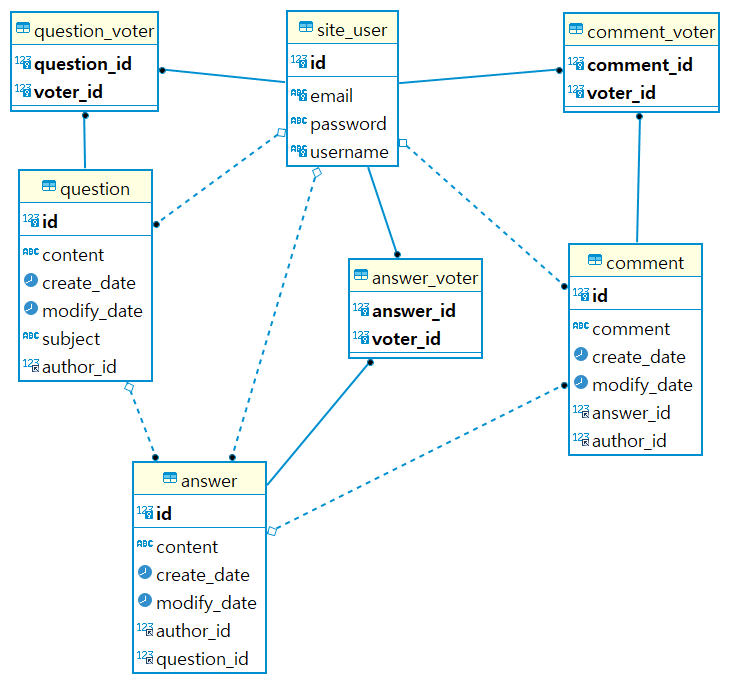 question_voter
question_id
voter_id
site_user
id
email
password
username
comment_voter
comment_id
voter_id
question
id
content
create_date
modify_date
subject
author_id
answer_voter
answer_id
voter_id
comment
id
comment
create_date
modify_date
answer_id
author_id
answer
id
content
create_date
modify_date
author_id
question_id